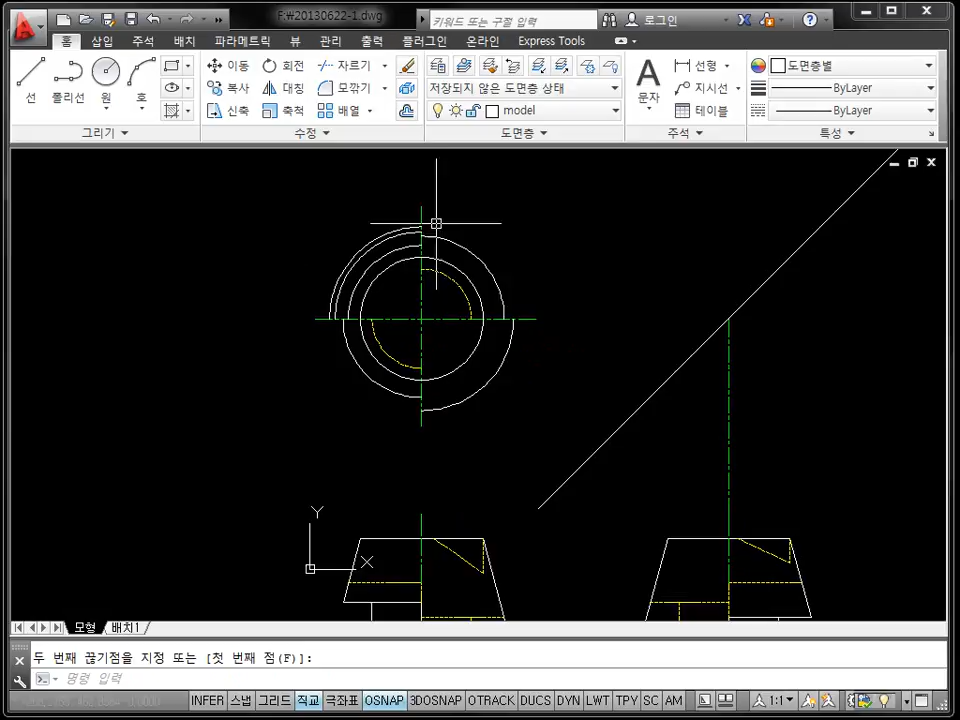 F:\20130622-1.dwg
키워드 또는 구절 입력
로그인
홈 삽입 주석 배치 파라메트릭 뷰 관리 출력 플러그인 온라인 Express Tools
이동 회전 자르기
복사 대칭 모깎기
신축 축척 배열
선 폴리선 원 호
저장되지 않은 도면층 상태
model
문자
선형
지시선
테이블
도면층별
ByLayer
ByLayer
그리기 수정 도면층 주석 특성
Y
X
모형 배치1
두 번째 끊기점을 지정 또는 [첫 번째 점(F)]:
명령 입력
INFER 스냅 그리드 직교 극좌표 OSNAP 3DOSNAP OTRACK DUCS DYN LWT TPY SC AM 1:1